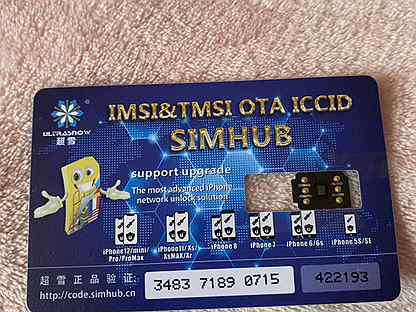 IMSI&TMSI OTA ICCID
SIMHUB
ULTRASNOW
超雪
support upgrade
The most advanced iPhone
network unlock solution
iPhone12/mini
Pro/ProMax
iPhone11/Xs/
XsMAX/Xr
iPhone 8
iPhone 7
iPhone 6/6s
iPhone 5S/SE
超雪正品验证:
http://code.simhub.cn
3483 7189 0715
422193